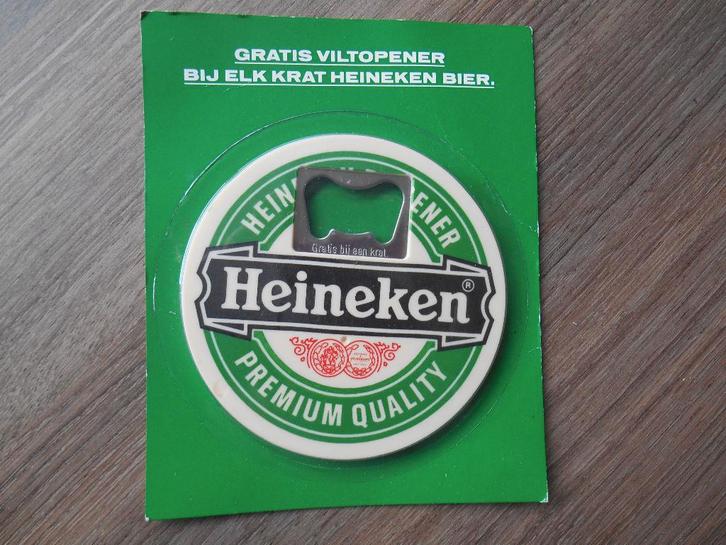 GRATIS VILTOPENER
BIJ ELK KRAT HEINEKEN BIER.
Gratis bij een krat
Heineken®
PREMIUM QUALITY